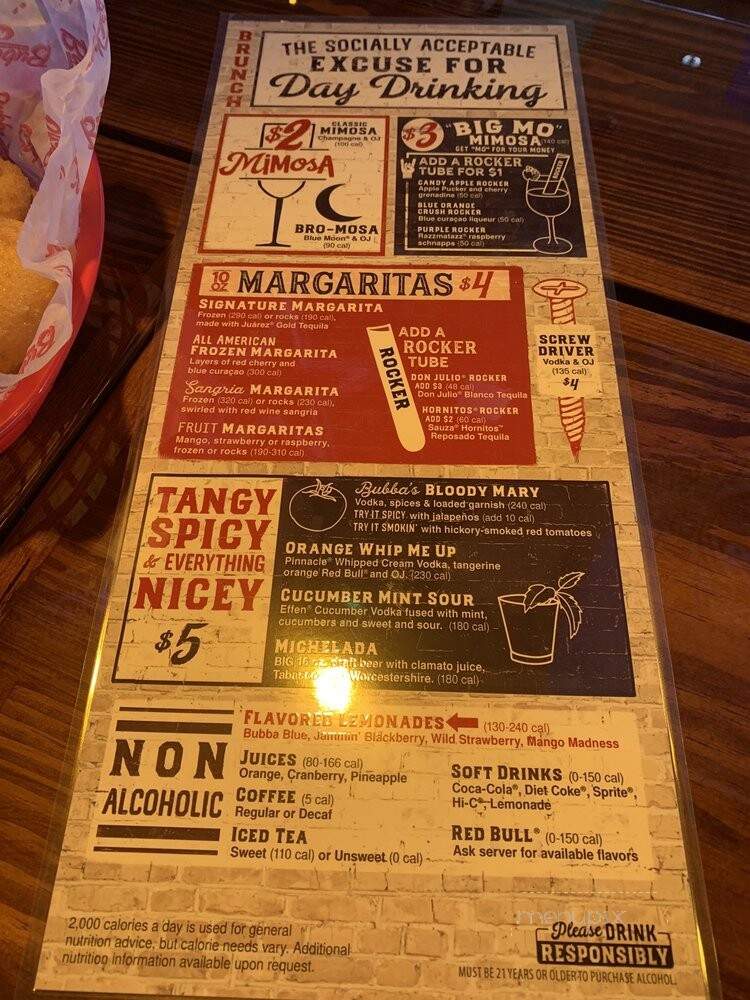 BRUNCH
THE SOCIALLY ACCEPTABLE
EXCUSE FOR
Day Drinking
$2
MIMOSA
CLASSIC
MIMOSA
Champagne & OJ
(100 cal)
BRO-MOSA
Blue Moon® & OJ
(90 cal)
$3 "BIG MO"
MIMOSA (140 cal)
GET "MO" FOR YOUR MONEY
ADD A ROCKER
TUBE FOR $1
CANDY APPLE ROCKER
Apple Pucker and cherry
grenadine (50 cal)
BLUE ORANGE
CRUSH ROCKER
Blue curaçao liqueur (50 cal)
PURPLE ROCKER
Razzmatazz® raspberry
schnapps (50 cal)
ROCKER
10 OZ MARGARITAS $4
SIGNATURE MARGARITA
Frozen (290 cal) or rocks (190 cal),
made with Juárez® Gold Tequila
ALL AMERICAN
FROZEN MARGARITA
Layers of red cherry and
blue curaçao (300 cal)
Sangria MARGARITA
Frozen (320 cal) or rocks (230 cal),
swirled with red wine sangria
FRUIT MARGARITAS
Mango, strawberry or raspberry,
frozen or rocks (190-310 cal)
ROCKER
ADD A
ROCKER
TUBE
DON JULIO® ROCKER
ADD $3 (48 cal)
Don Julio® Blanco Tequila
HORNITOS® ROCKER
ADD $2 (60 cal)
Sauza® Hornitos™
Reposado Tequila
SCREW
DRIVER
Vodka & OJ
(135 cal)
$4
TANGY
SPICY
& EVERYTHING
NICEY
$5
Bubba's BLOODY MARY
Vodka, spices & loaded garnish (240 cal)
TRY IT SPICY with jalapeños (add 10 cal)
TRY IT SMOKIN' with hickory-smoked red tomatoes
ORANGE WHIP ME UP
Pinnacle® Whipped Cream Vodka, tangerine
orange Red Bull® and OJ. (230 cal)
CUCUMBER MINT SOUR
Effen® Cucumber Vodka fused with mint,
cucumbers and sweet and sour. (180 cal)
MICHELADA
BIG 16 beer with clamato juice,
Worcestershire. (180 cal)
NON
ALCOHOLIC
FLAVORED LEMONADES (130-240 cal)
Bubba Blue, Jammin' Blackberry, Wild Strawberry, Mango Madness
JUICES (80-166 cal)
Orange, Cranberry, Pineapple
COFFEE (5 cal)
Regular or Decaf
ICED TEA
Sweet (110 cal) or Unsweet (0 cal)
SOFT DRINKS (0-150 cal)
Coca-Cola®, Diet Coke®, Sprite®,
Hi-C®, Lemonade
RED BULL® (0-150 cal)
Ask server for available flavors
2,000 calories a day is used for general
nutrition advice, but calorie needs vary. Additional
nutrition information available upon request.
menupix
Please DRINK
RESPONSIBLY
MUST BE 21 YEARS OR OLDER TO PURCHASE ALCOHOL.